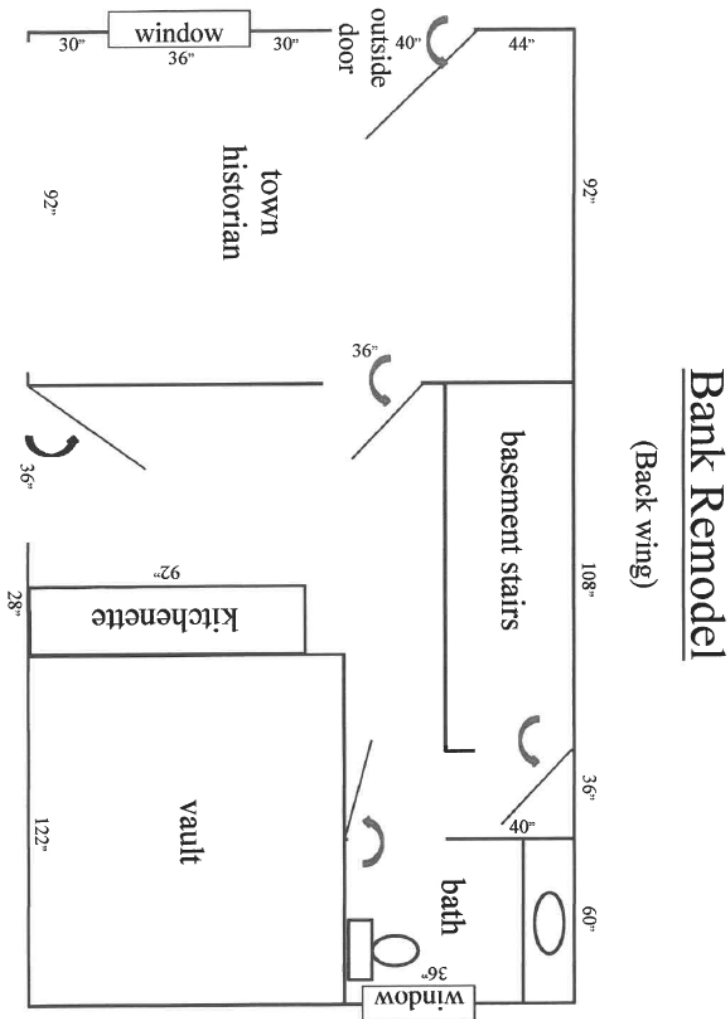 Bank Remodel
(Back wing)
92”
108”
36”
60”
44”
40”
outside
door
30”
window
36”
30”
town
historian
92”
36”
basement stairs
40”
36”
92”
kitchenette
28”
vault
122”
bath
36”
window